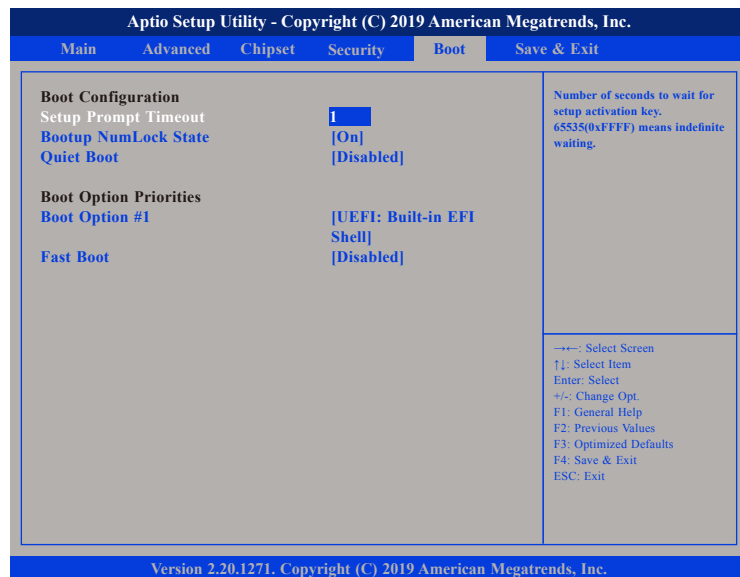 Aptio Setup Utility - Copyright (C) 2019 American Megatrends, Inc.
Main Advanced Chipset Security Boot Save & Exit
Boot Configuration
Setup Prompt Timeout 1
Bootup NumLock State [On]
Quiet Boot [Disabled]
Boot Option Priorities
Boot Option #1 [UEFI: Built-in EFI
Shell]
Fast Boot [Disabled]
Number of seconds to wait for
setup activation key.
65535(0xFFFF) means indefinite
waiting.
→←: Select Screen
↑↓: Select Item
Enter: Select
+/-: Change Opt.
F1: General Help
F2: Previous Values
F3: Optimized Defaults
F4: Save & Exit
ESC: Exit
Version 2.20.1271. Copyright (C) 2019 American Megatrends, Inc.